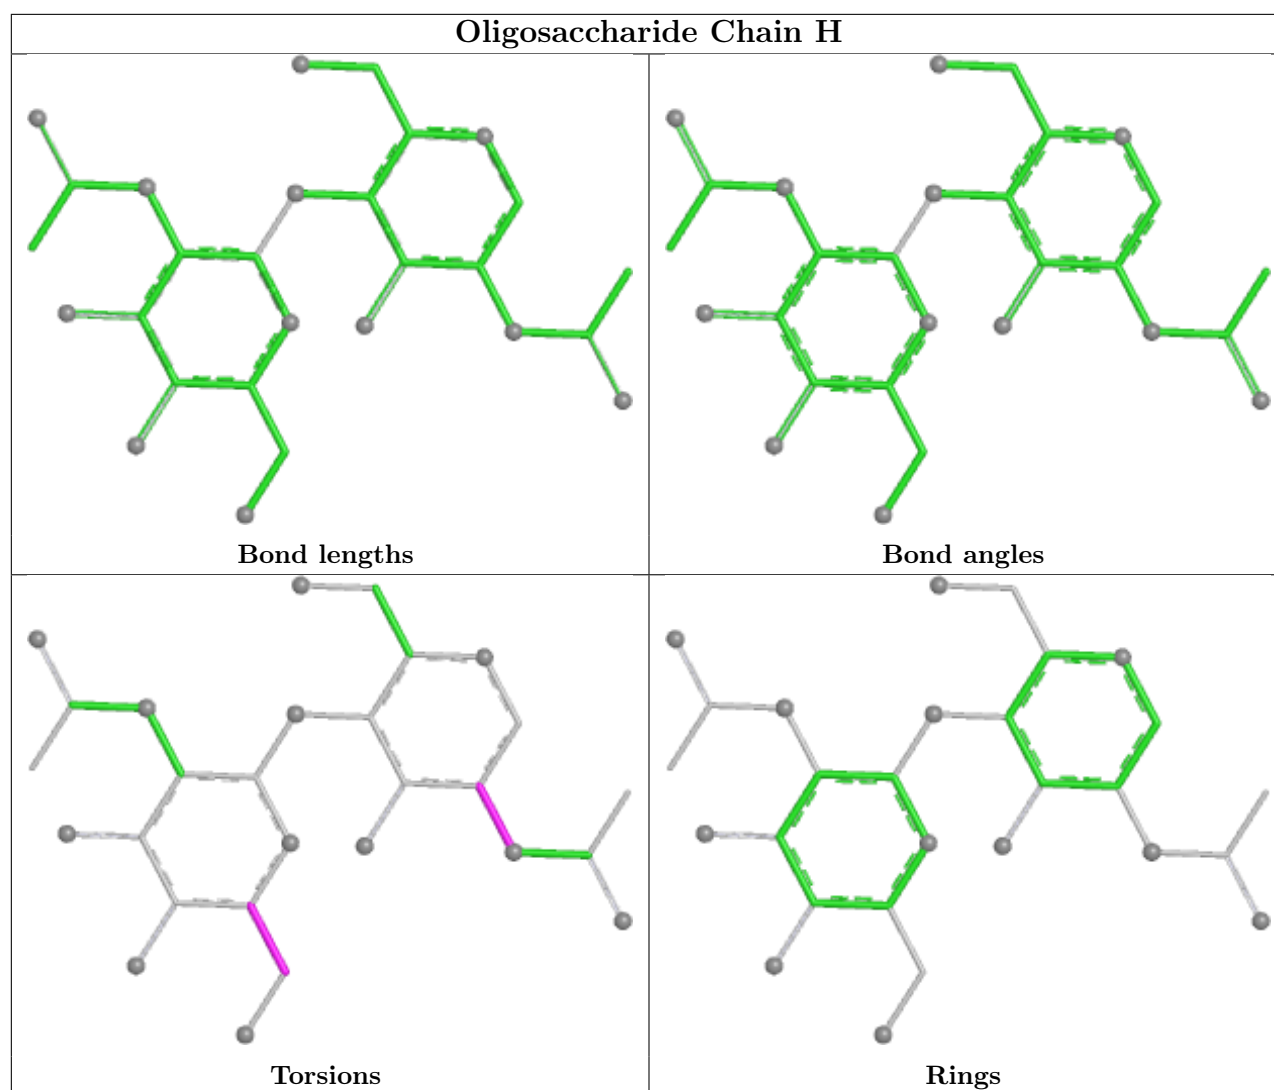 Oligosaccharide Chain H
Bond lengths
Bond angles
Torsions
Rings